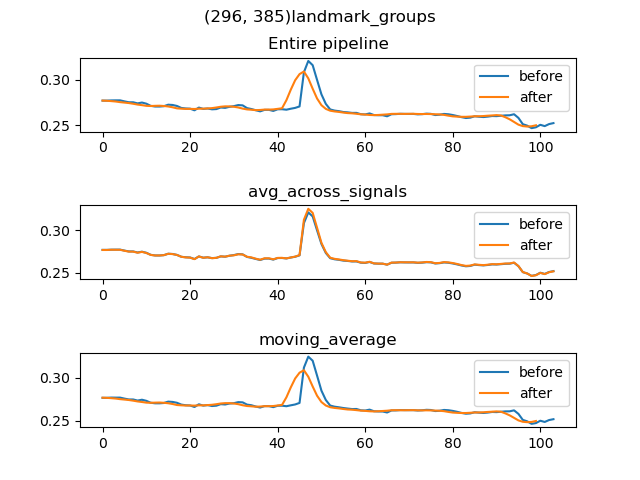 (296, 385)landmark_groups
Entire pipeline
0.30
0.25
before
after
0 20 40 60 80 100
avg_across_signals
0.30
0.25
before
after
0 20 40 60 80 100
moving_average
0.30
0.25
before
after
0 20 40 60 80 100